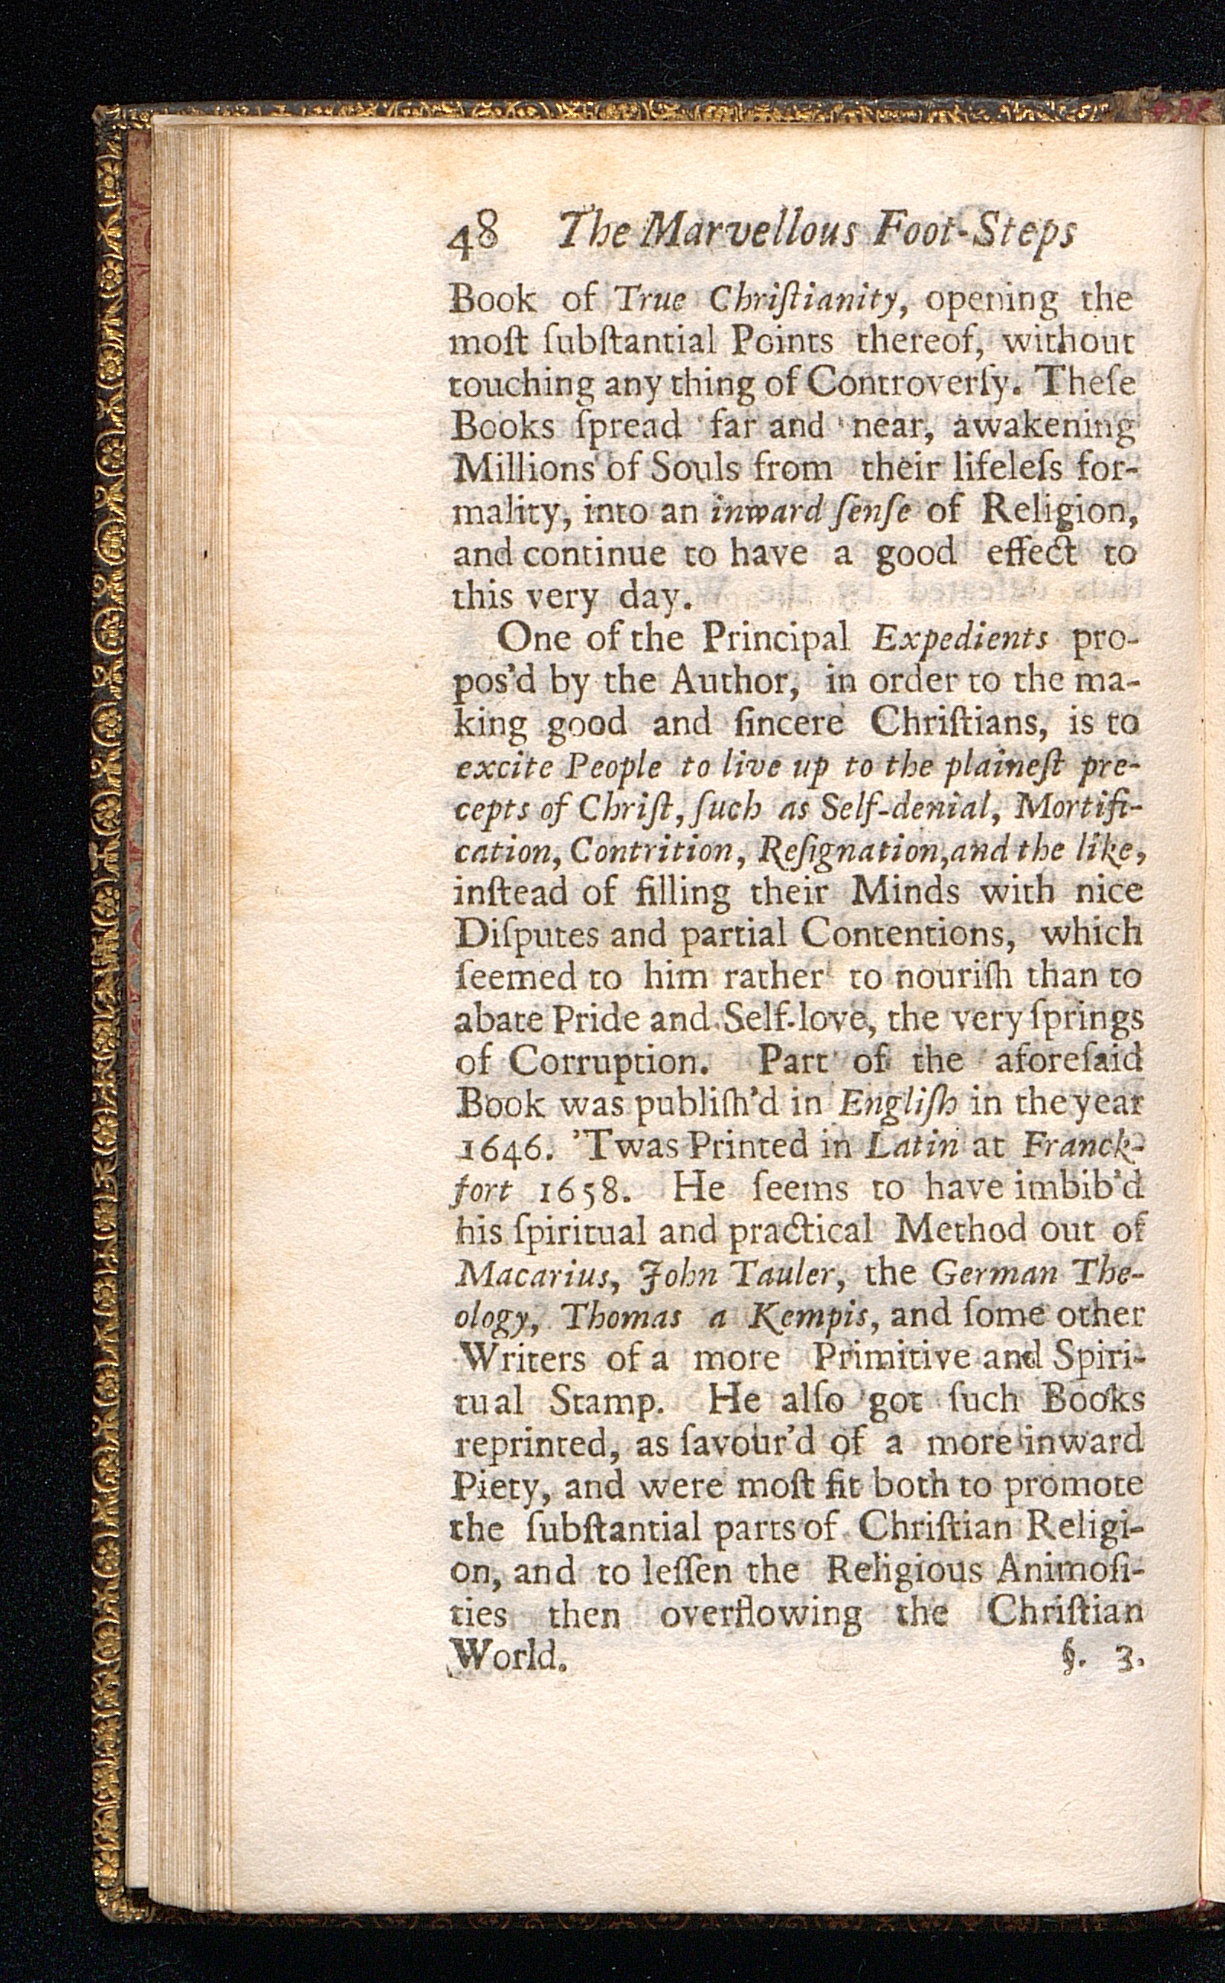 48 The Marvellous Foot-Steps
Book of True Chriſtianity, opening the
moſt ſubſtantial Points thereof, without
touching any thing of Controverſy. Theſe
Books ſpread far and near, awakening
Millions of Souls from their lifeleſs for-
mality, into an inward ſenſe of Religion,
and continue to have a good effect to
this very day.
One of the Principal Expedients pro-
pos'd by the Author, in order to the ma-
king good and ſincere Chriſtians, is to
excite People to live up to the plaineſt pre-
cepts of Chriſt, ſuch as Self-denial, Mortifi-
cation, Contrition, Reſignation, and the like,
inſtead of filling their Minds with nice
Diſputes and partial Contentions, which
ſeemed to him rather to nouriſh than to
abate Pride and Self-love, the very ſprings
of Corruption. Part of the aforeſaid
Book was publiſh'd in Engliſh in the year
1646. 'Twas Printed in Latin at Franck-
fort 1658. He ſeems to have imbib'd
his ſpiritual and practical Method out of
Macarius, John Tauler, the German The-
ology, Thomas a Kempis, and ſome other
Writers of a more Primitive and Spiri-
tual Stamp. He alſo got ſuch Books
reprinted, as ſavour'd of a more inward
Piety, and were moſt fit both to promote
the ſubſtantial parts of Chriſtian Religi-
on, and to leſſen the Religious Animoſi-
ties then overflowing the Chriſtian
World. §. 3.